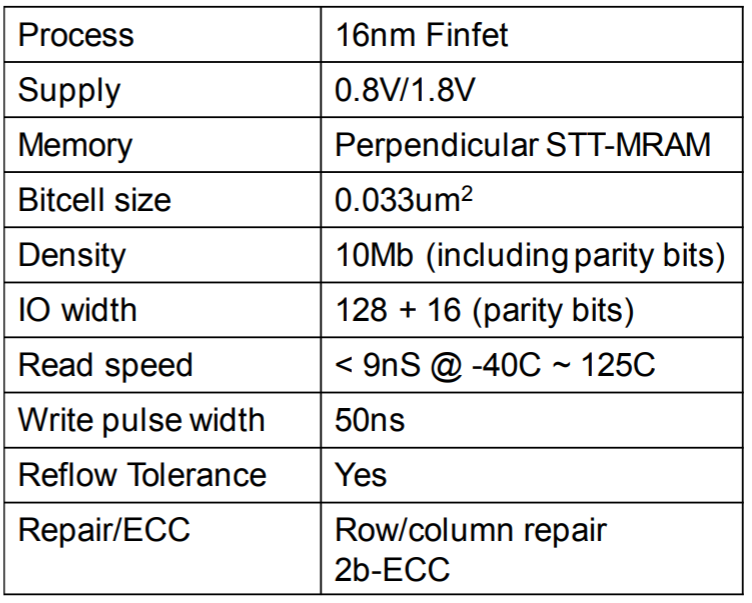 Process 16nm Finfet
Supply 0.8V/1.8V
Memory Perpendicular STT-MRAM
Bitcell size 0.033um²
Density 10Mb (including parity bits)
IO width 128 + 16 (parity bits)
Read speed < 9nS @ -40C ~ 125C
Write pulse width 50ns
Reflow Tolerance Yes
Repair/ECC Row/column repair
2b-ECC